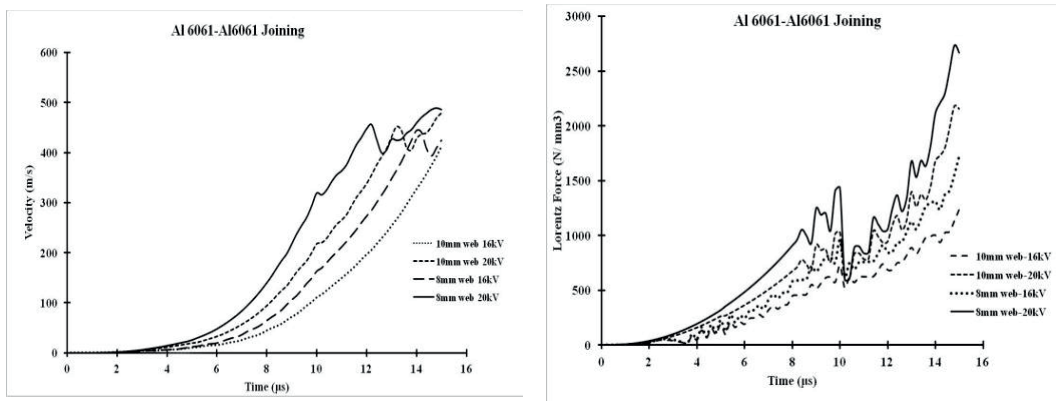 Al 6061-Al6061 Joining
600
500
400
300
200
100
0
Velocity (m/s)
10mm web 16kV
10mm web 20kV
8mm web 16kV
8mm web 20kV
0 2 4 6 8 10 12 14 16
Time (µs)
Al 6061-Al6061 Joining
3000
2500
2000
1500
1000
500
0
Lorentz Force (N/ mm3)
10mm web-16kV
10mm web-20kV
8mm web-16kV
8mm web-20kV
0 2 4 6 8 10 12 14 16
Time (µs)